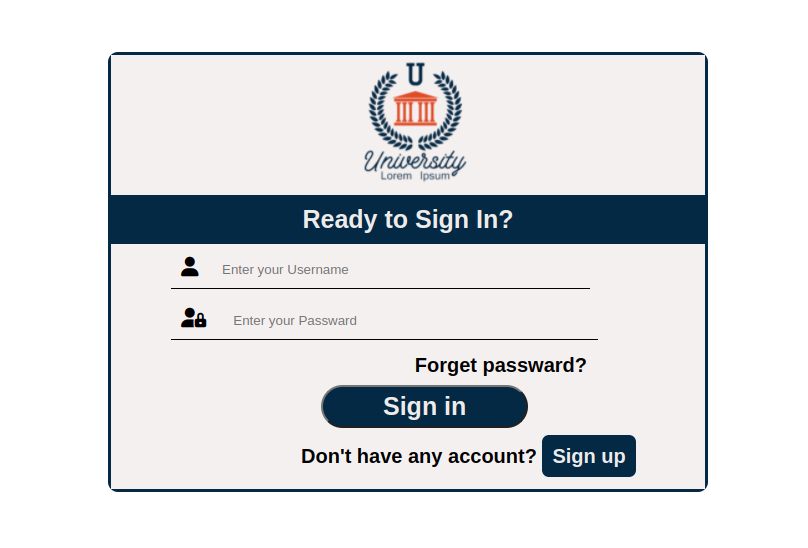 U
University
Lorem Ipsum
Ready to Sign In?
Enter your Username
Enter your Password
Forget password?
Sign in
Don't have any account? Sign up